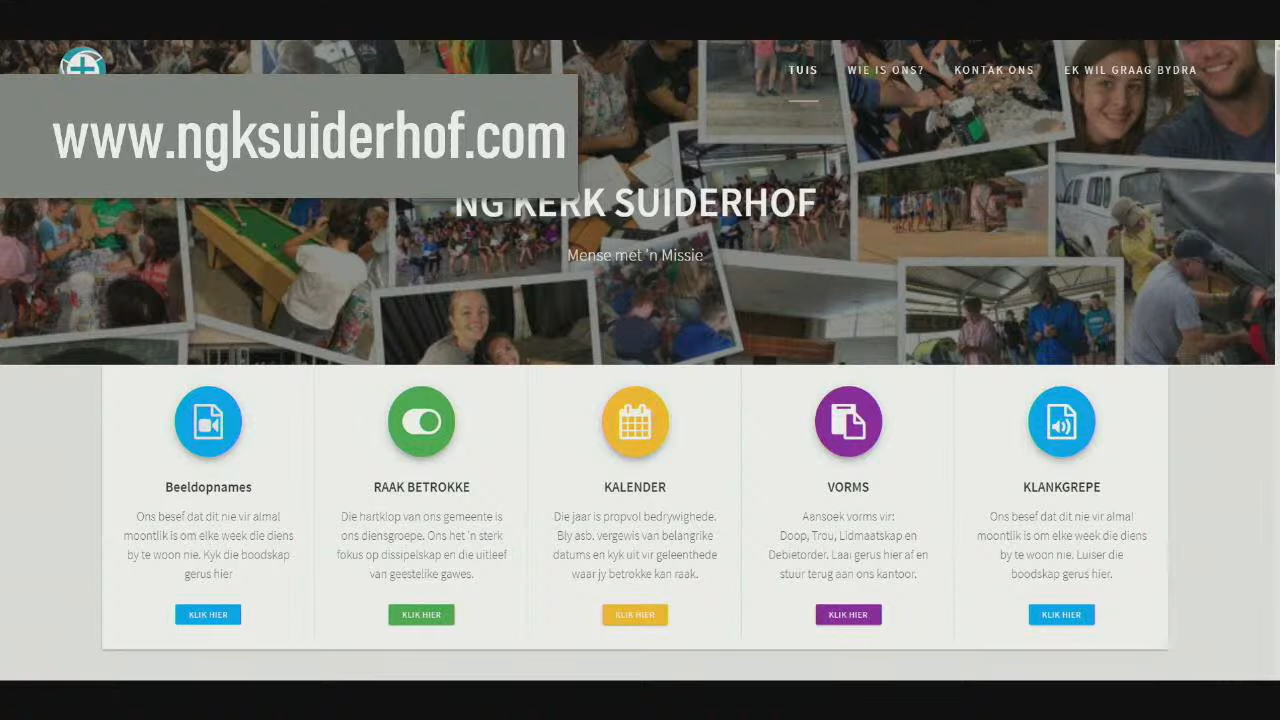 TUIS WIE IS ONS? KONTAK ONS EK WIL GRAAG BYDRA
www.ngksuiderhof.com
NG KERK SUIDERHOF
Mense met 'n Missie
Beeldopnames
Ons besef dat dit nie vir almal
moontlik is om elke week die diens
by te woon nie. Kyk die boodskap
gerus hier
KLIK HIER
RAAK BETROKKE
Die hartklop van ons gemeente is
ons diensgroepe. Ons het 'n sterk
fokus op dissipelskap en die uitleef
van geestelike gawes.
KLIK HIER
KALENDER
Die jaar is propvol bedrywighede.
Bly asb. vergewis van belangrike
datums en kyk uit vir geleenthede
waar jy betrokke kan raak.
KLIK HIER
VORMS
Aansoek vorms vir:
Doop, Trou, Lidmaatskap en
Debietorder. Laai gerus hier af en
stuur terug aan ons kantoor.
KLIK HIER
KLANKGREPE
Ons besef dat dit nie vir almal
moontlik is om elke week die diens
by te woon nie. Luiser die
boodskap gerus hier.
KLIK HIER